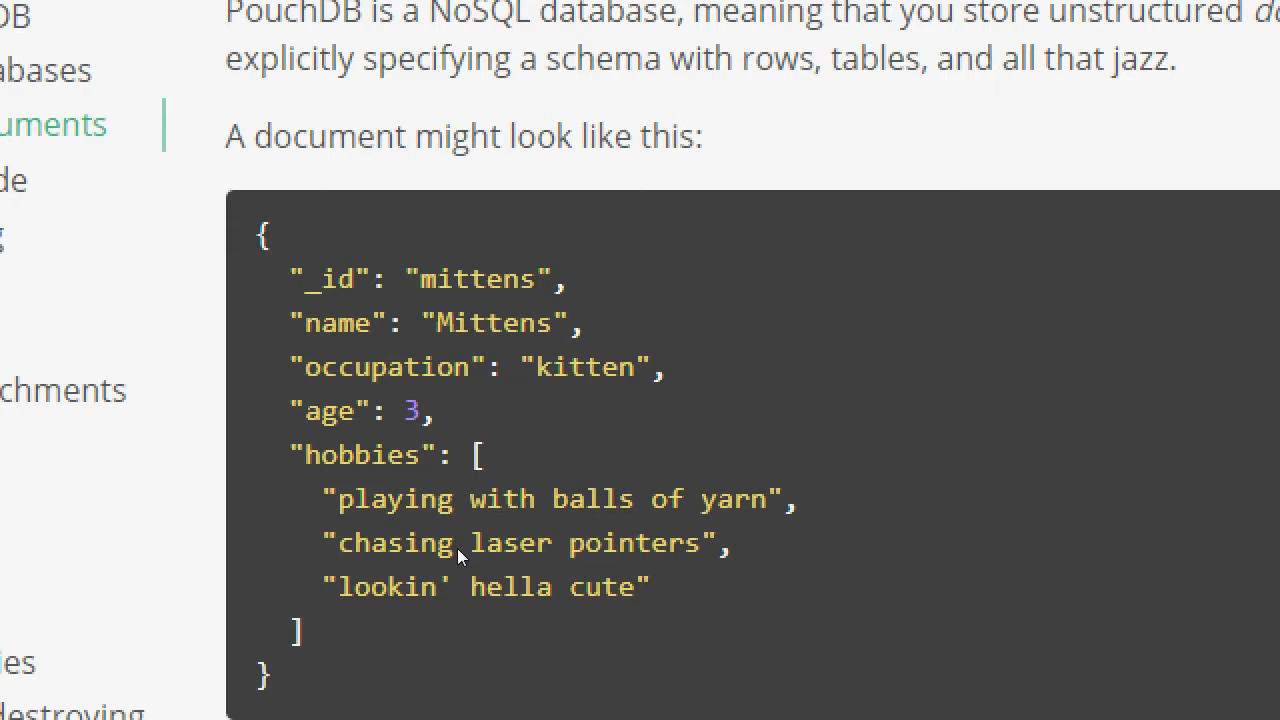 DB
PouchDB is a NoSQL database, meaning that you store unstructured
abases
explicitly specifying a schema with rows, tables, and all that jazz.
uments
A document might look like this:
de
g
{
"_id": "mittens",
"name": "Mittens",
"occupation": "kitten",
chments
"age": 3,
"hobbies": [
"playing with balls of yarn",
"chasing laser pointers",
"lookin' hella cute"
]
ies
}
destroying